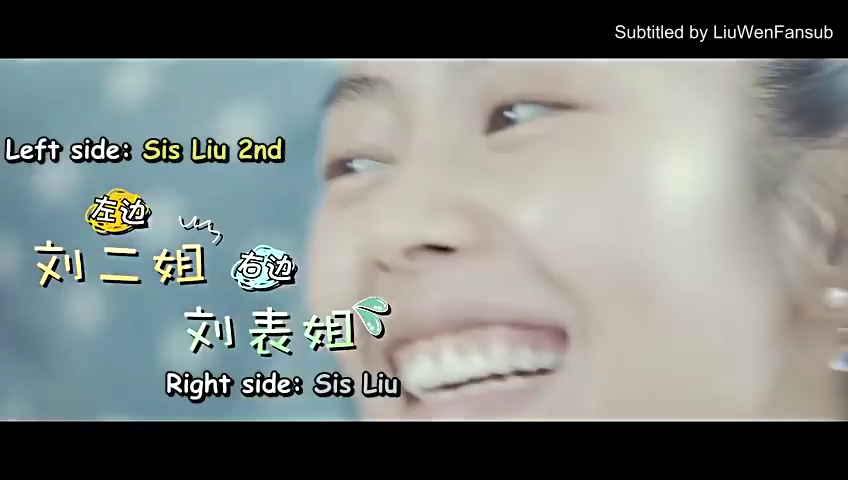 Subtitled by LiuWenFansub
Left side: Sis Liu 2nd
左边
刘二姐
右边
刘表姐
Right side: Sis Liu